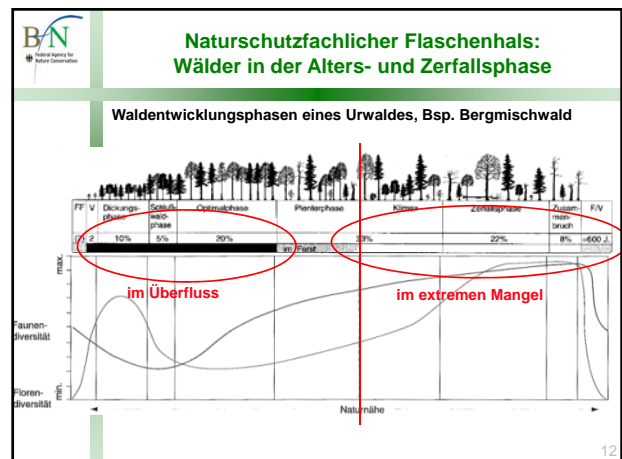 BfN
Federal Agency for
Nature Conservation
Naturschutzfachlicher Flaschenhals:
Wälder in der Alters- und Zerfallsphase
Waldentwicklungsphasen eines Urwaldes, Bsp. Bergmischwald
FF V Dickungs-phase Schluß-wald-phase Optimalphase Plenterphase Klimax Zerfallsphase Zusam-men-bruch F/V
2 10% 5% 20% 33% 22% 8% =600 J.
im Forst
max.
im Überfluss
im extremen Mangel
Faunen-
diversität
Floren-
diversität
min.
Naturnähe
12